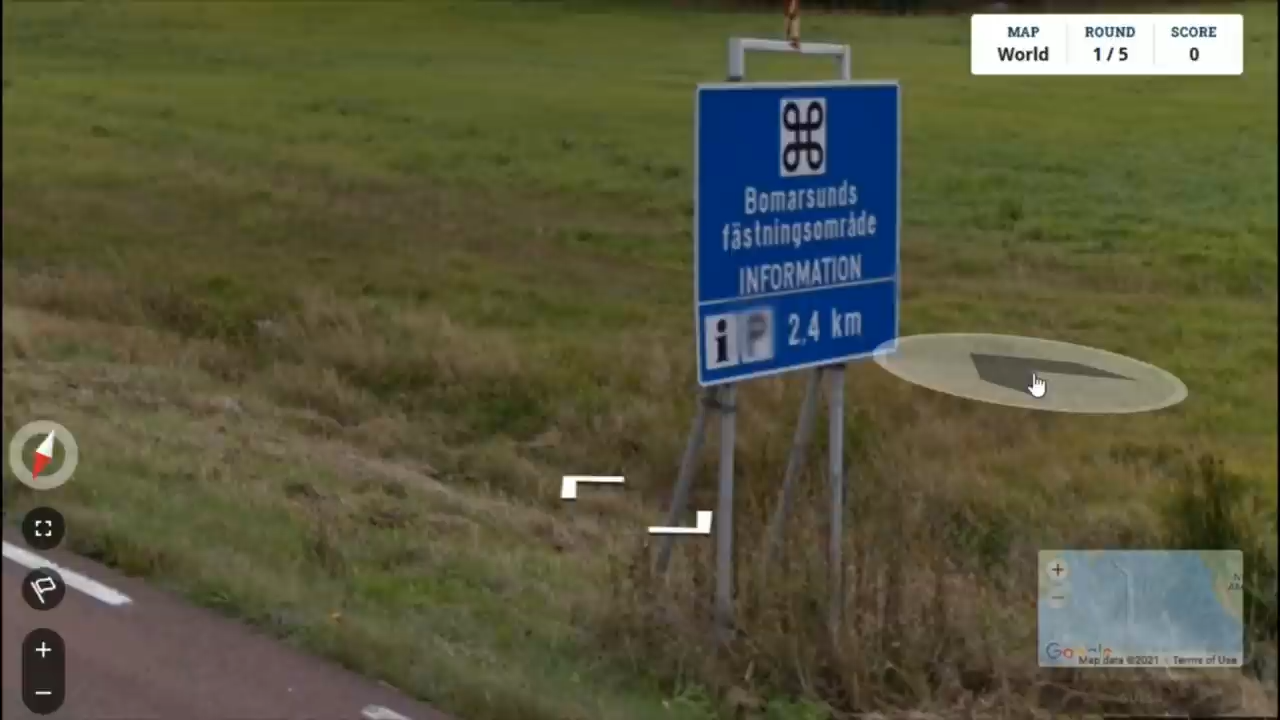 MAP
World
ROUND
1 / 5
SCORE
0
Bomarsunds
fästningsområde
INFORMATION
i P 2,4 km
Google
Map data ©2021
Terms of Use